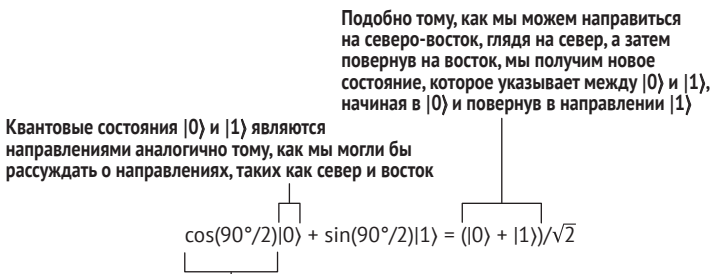 Подобно тому, как мы можем направиться
на северо-восток, глядя на север, а затем
повернув на восток, мы получим новое
состояние, которое указывает между |0⟩ и |1⟩,
начиная в |0⟩ и повернув в направлении |1⟩
Квантовые состояния |0⟩ и |1⟩ являются
направлениями аналогично тому, как мы могли бы
рассуждать о направлениях, таких как север и восток
cos(90°/2)|0⟩ + sin(90°/2)|1⟩ = (|0⟩ + |1⟩)/√2